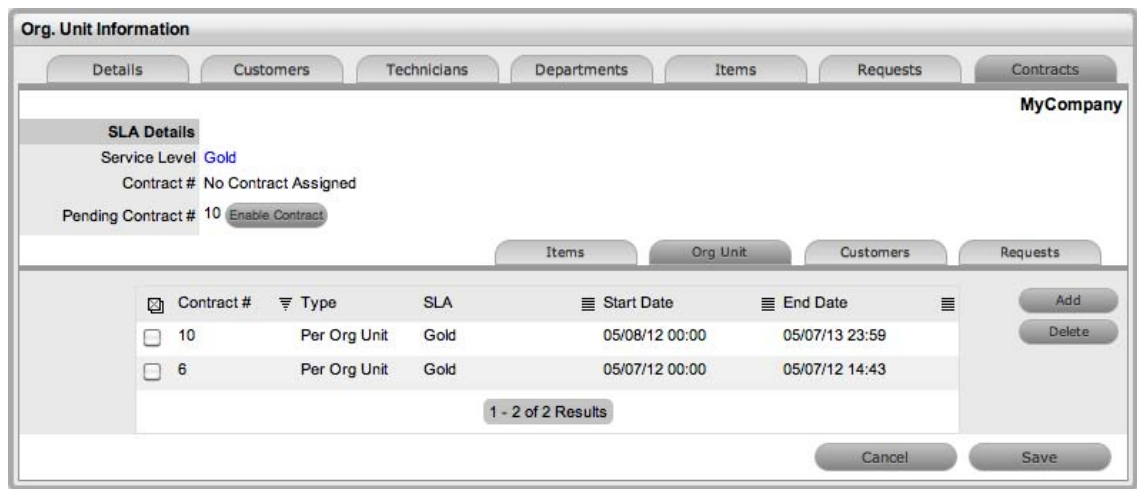 Org. Unit Information
Details Customers Technicians Departments Items Requests Contracts
MyCompany
SLA Details
Service Level Gold
Contract # No Contract Assigned
Pending Contract # 10 Enable Contract
Items Org Unit Customers Requests
Contract # Type SLA Start Date End Date Add
10 Per Org Unit Gold 05/08/12 00:00 05/07/13 23:59 Delete
6 Per Org Unit Gold 05/07/12 00:00 05/07/12 14:43
1 - 2 of 2 Results
Cancel Save